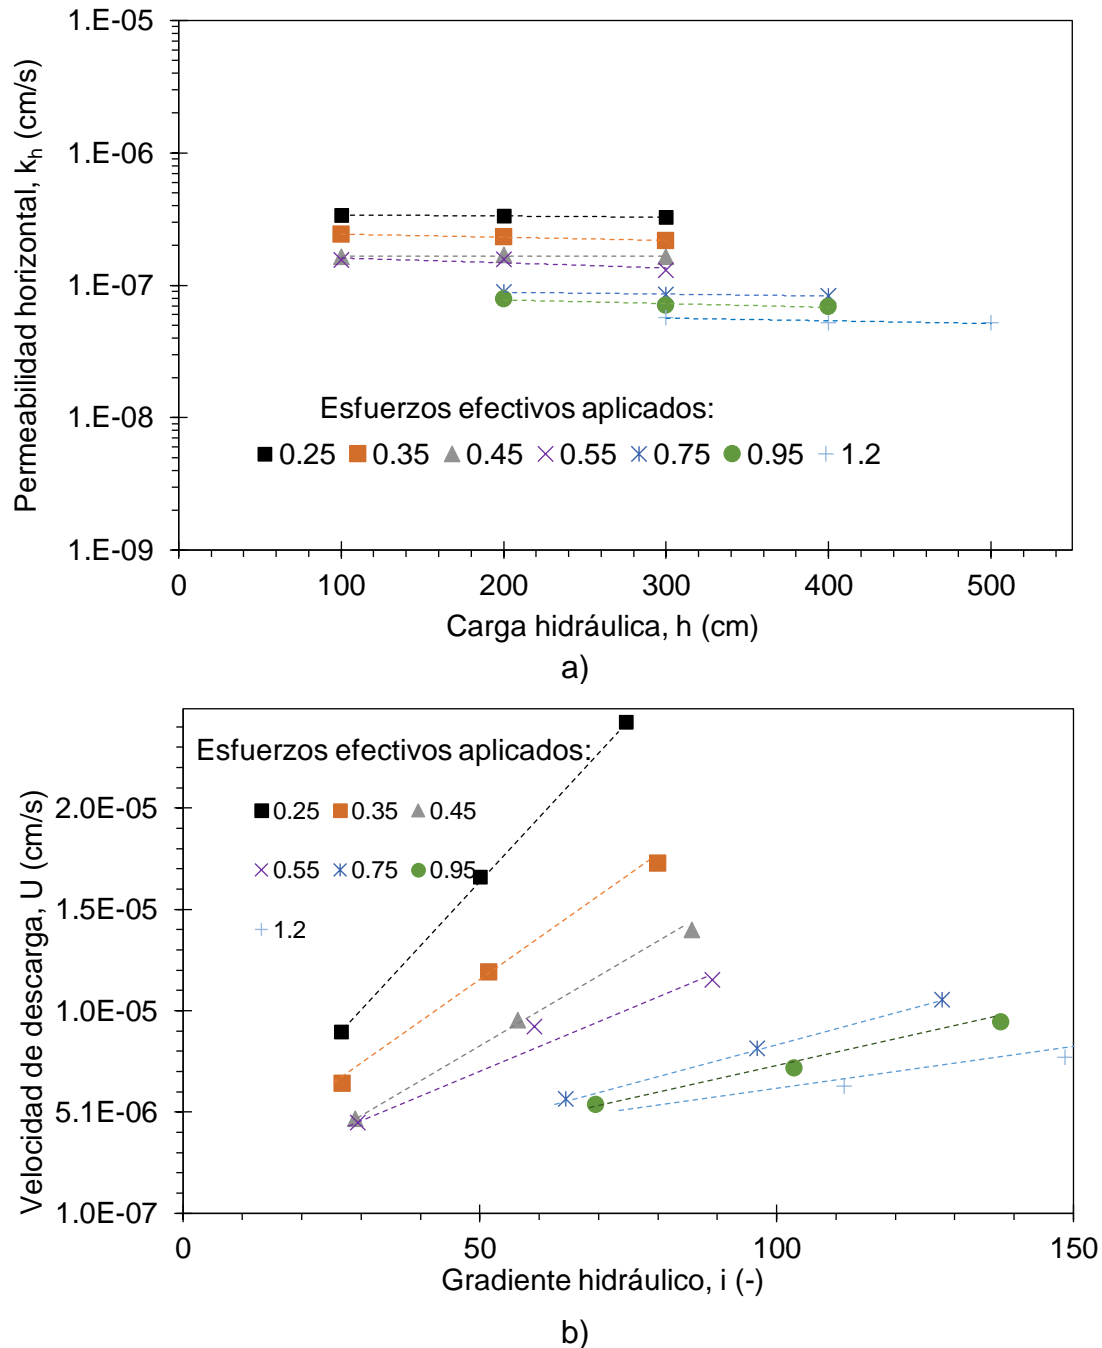 1.E-05
1.E-06
1.E-07
1.E-08
1.E-09
Permeabilidad horizontal, kₕ (cm/s)
Esfuerzos efectivos aplicados:
0.25 0.35 0.45 0.55 0.75 0.95 1.2
0 100 200 300 400 500
Carga hidráulica, h (cm)
a)
Esfuerzos efectivos aplicados:
0.25 0.35 0.45
0.55 0.75 0.95
1.2
2.0E-05
1.5E-05
1.0E-05
5.1E-06
1.0E-07
Velocidad de descarga, U (cm/s)
0 50 100 150
Gradiente hidráulico, i (-)
b)